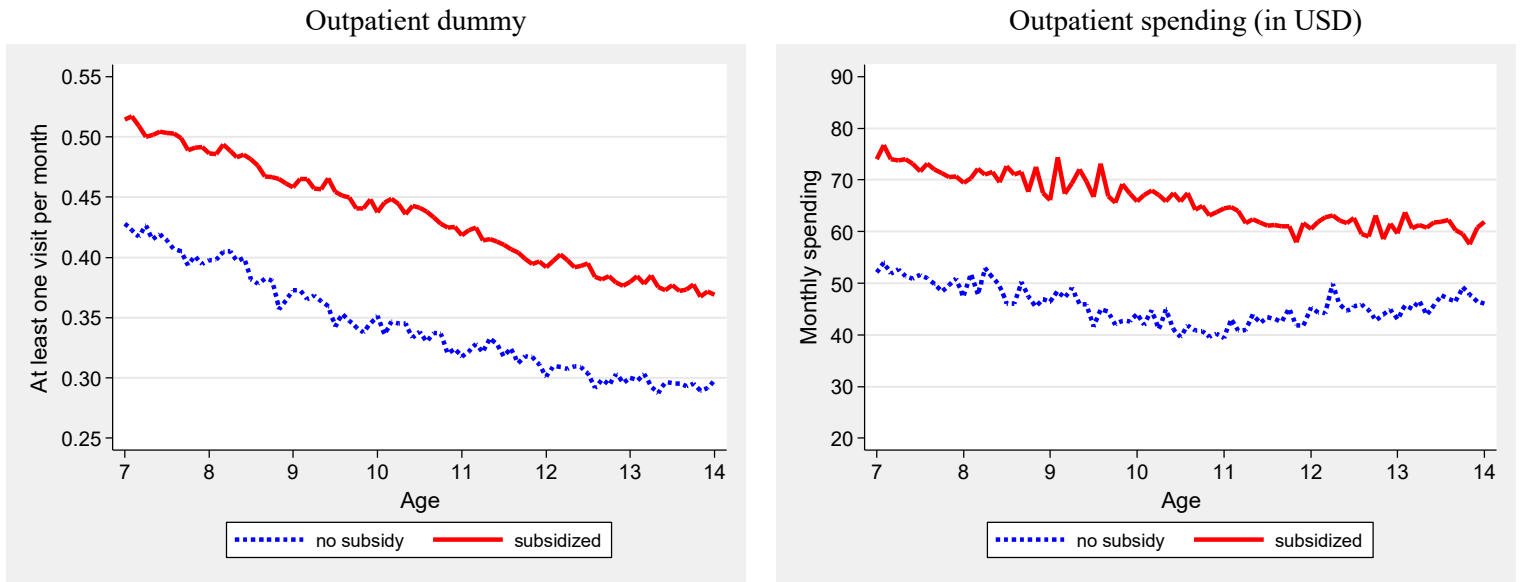 Outpatient dummy
At least one visit per month
0.55
0.50
0.45
0.40
0.35
0.30
0.25
7 8 9 10 11 12 13 14
Age
no subsidy subsidized
Outpatient spending (in USD)
Monthly spending
90
80
70
60
50
40
30
20
7 8 9 10 11 12 13 14
Age
no subsidy subsidized